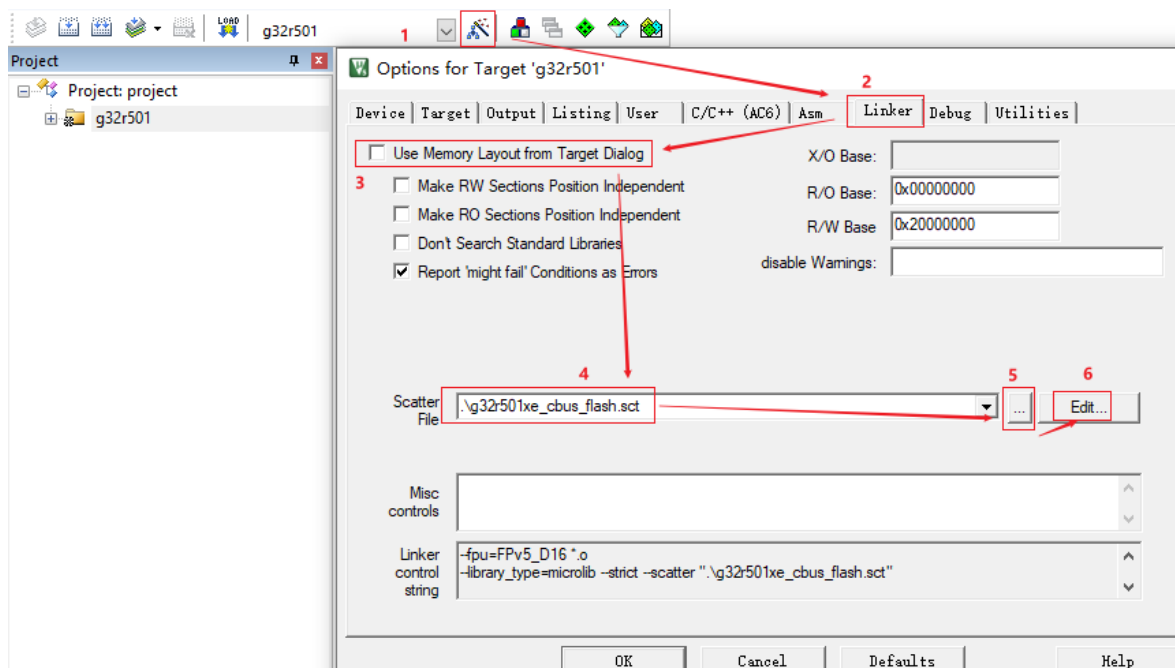 LOAD
g32r501
1
Project
Project: project
g32r501
Options for Target 'g32r501'
2
Device Target Output Listing User C/C++ (AC6) Asm Linker Debug Utilities
Use Memory Layout from Target Dialog
X/O Base:
3
Make RW Sections Position Independent
R/O Base: 0x00000000
Make RO Sections Position Independent
R/W Base 0x20000000
Don't Search Standard Libraries
disable Warnings:
Report 'might fail' Conditions as Errors
4
5
6
Scatter
File
.\g32r501xe_cbus_flash.sct
...
Edit...
Misc
controls
Linker
control
string
--fpu=FPv5_D16 *.o
--library_type=microlib --strict --scatter ".\g32r501xe_cbus_flash.sct"
OK Cancel Defaults Help